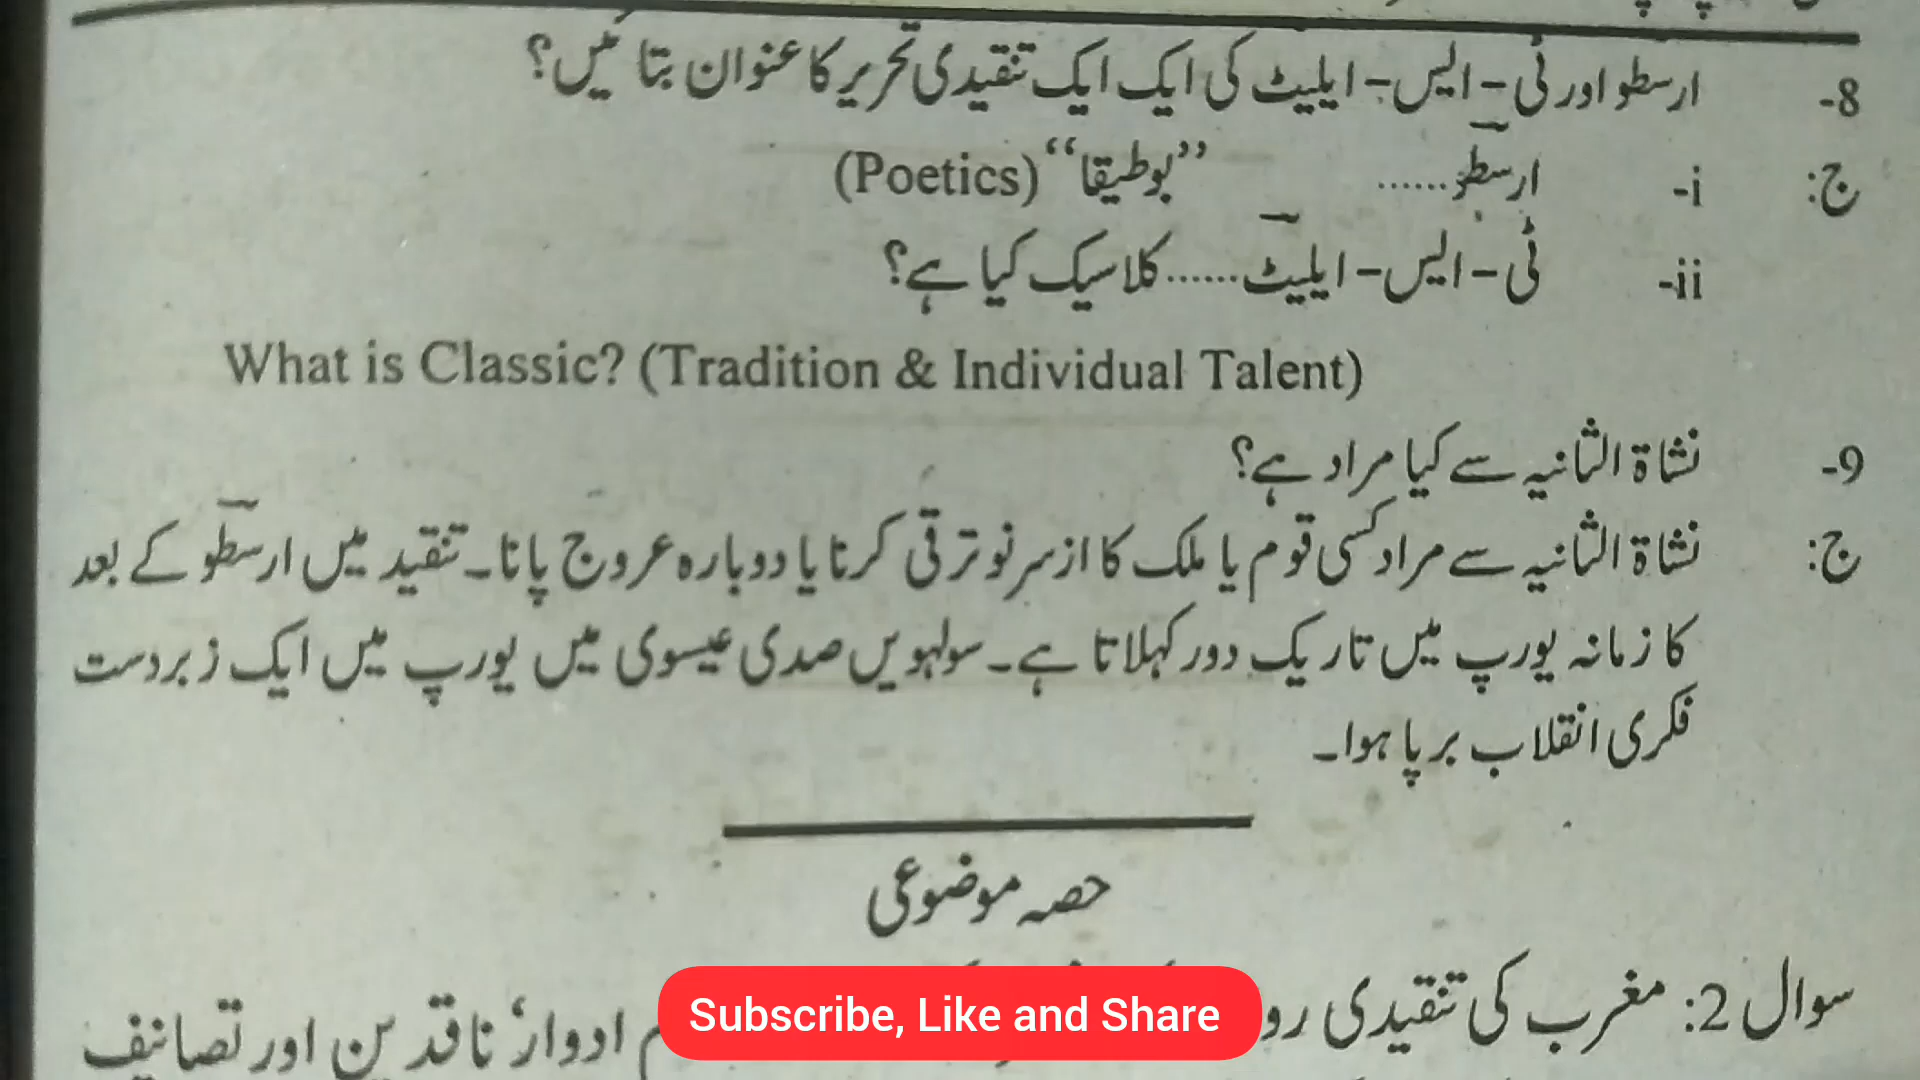 8- ارسطو اور ٹی - ایس - ایلیٹ کی ایک ایک تنقیدی تحریر کا عنوان بتائیں؟
ج: i- ارسطو ...... ”بوطیقا“ (Poetics)
ii- ٹی - ایس - ایلیٹ ...... کلاسیک کیا ہے؟
What is Classic? (Tradition & Individual Talent)
9- نشاۃ الثانیہ سے کیا مراد ہے؟
ج: نشاۃ الثانیہ سے مراد کسی قوم یا ملک کا از سر نو ترقی کرنا یا دوبارہ عروج پانا۔ تنقید میں ارسطو کے بعد
کا زمانہ یورپ میں تاریک دور کہلاتا ہے۔ سولہویں صدی عیسوی میں یورپ میں ایک زبردست
فکری انقلاب برپا ہوا۔
حصہ موضوعی
سوال 2: مغرب کی تنقیدی
ادوار، ناقدین اور تصانیف
Subscribe, Like and Share